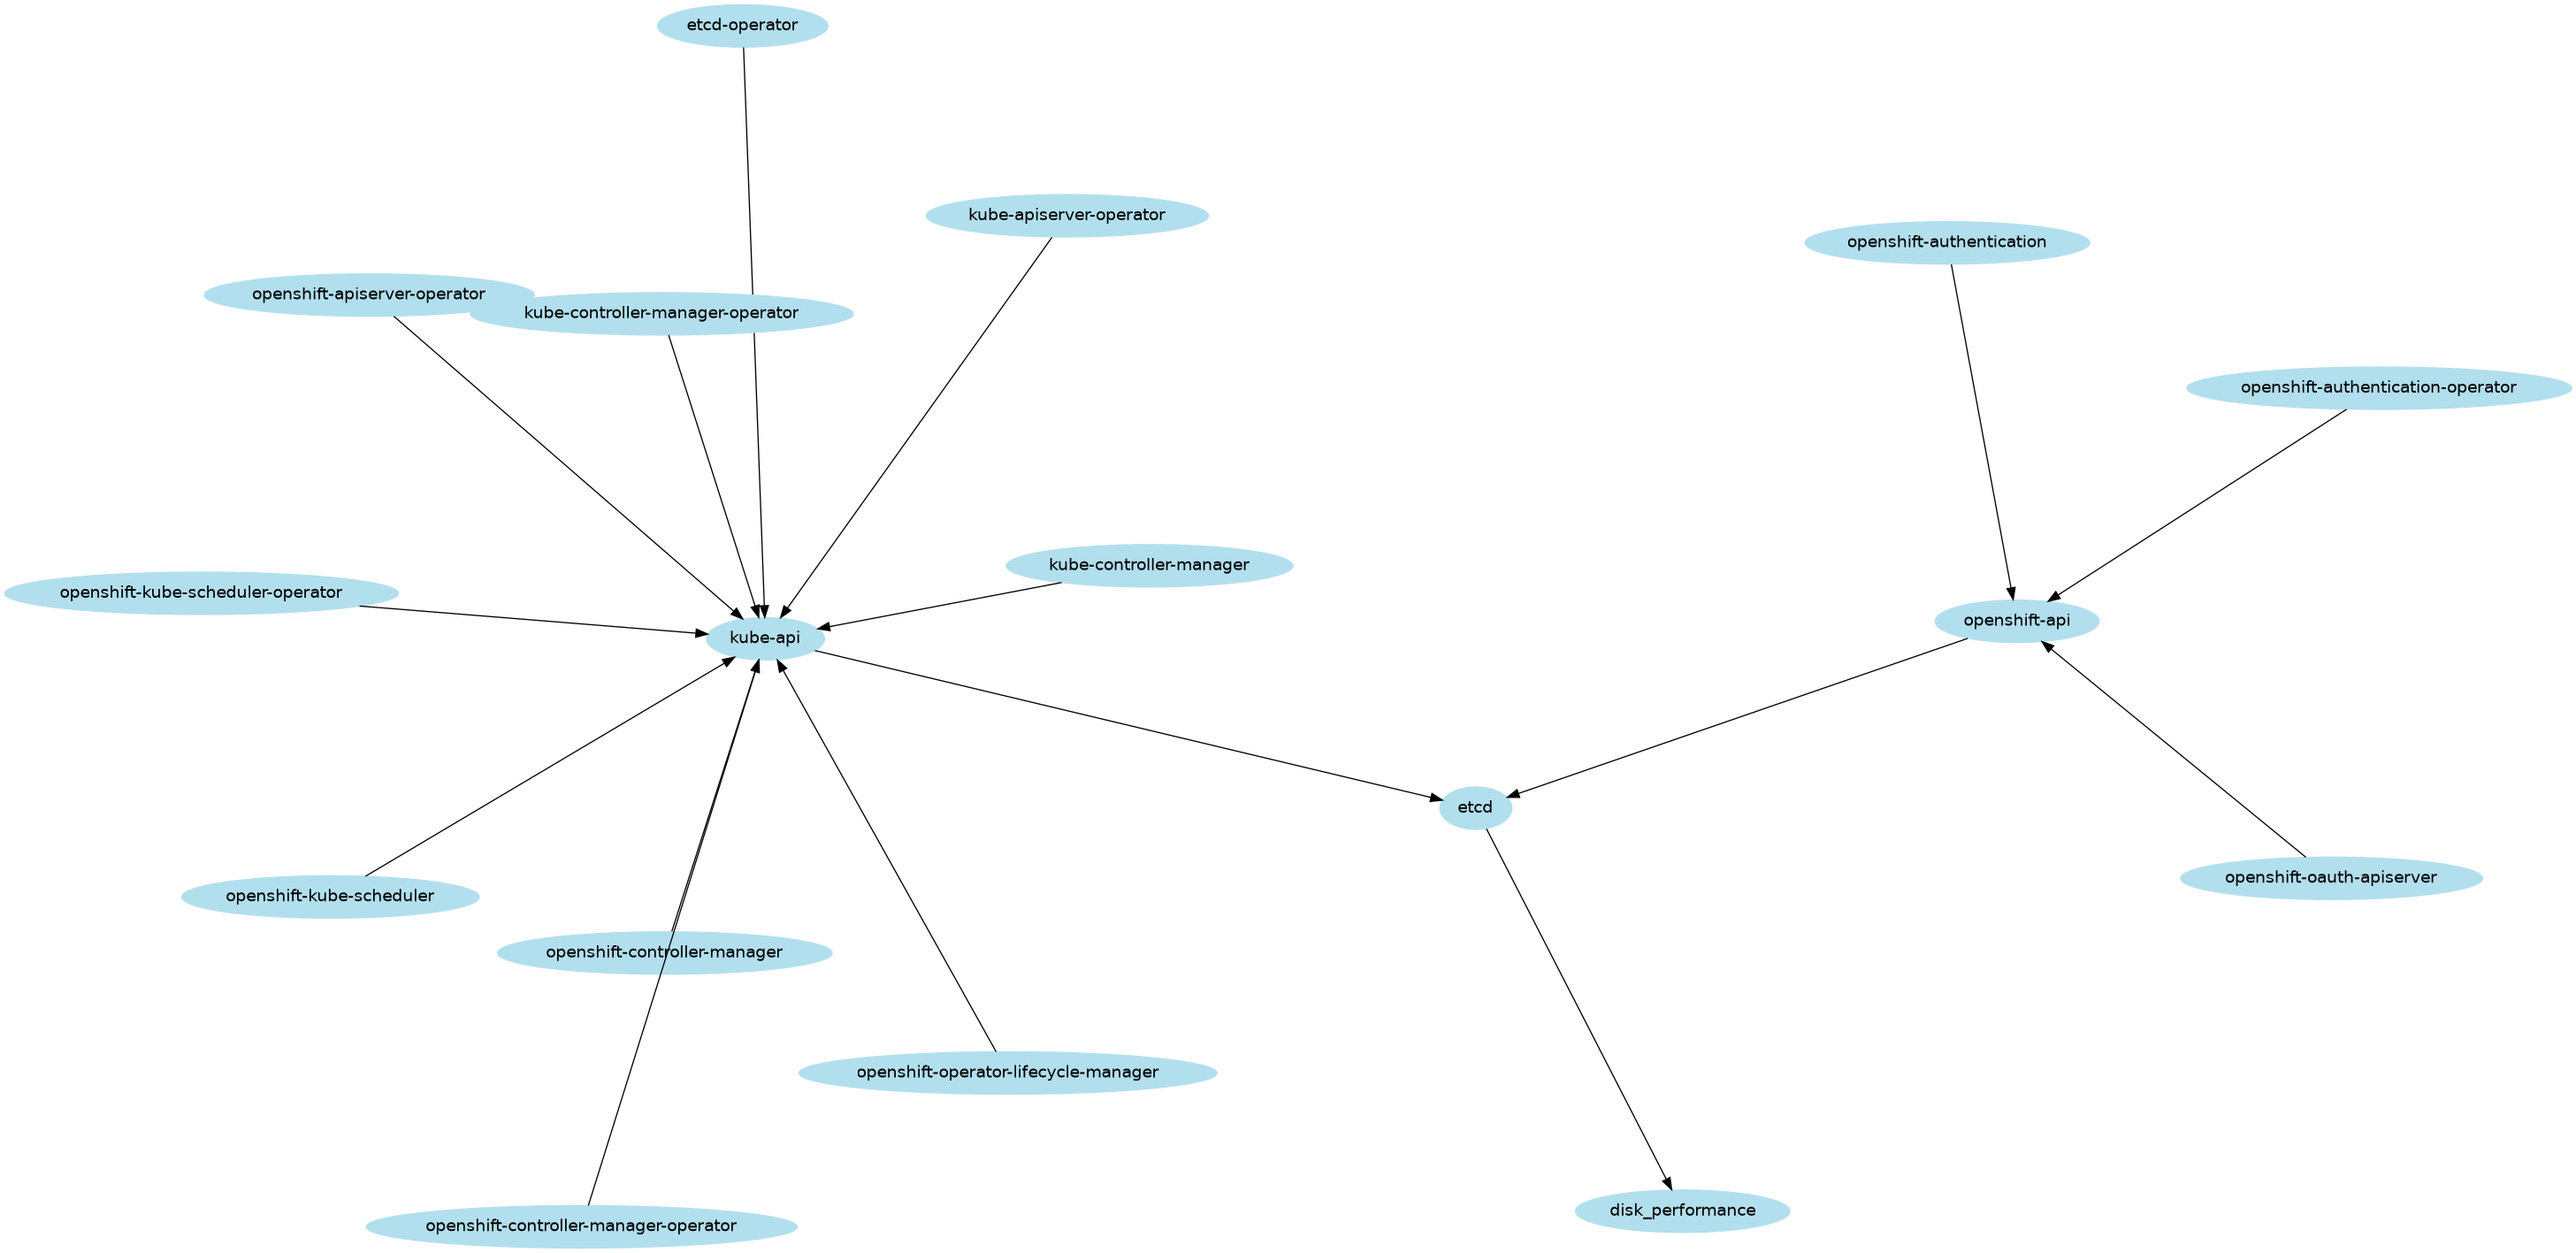 etcd-operator
kube-apiserver-operator
openshift-authentication
openshift-apiserver-operator
kube-controller-manager-operator
openshift-authentication-operator
kube-controller-manager
openshift-kube-scheduler-operator
openshift-api
kube-api
etcd
openshift-oauth-apiserver
openshift-kube-scheduler
openshift-controller-manager
openshift-operator-lifecycle-manager
disk_performance
openshift-controller-manager-operator